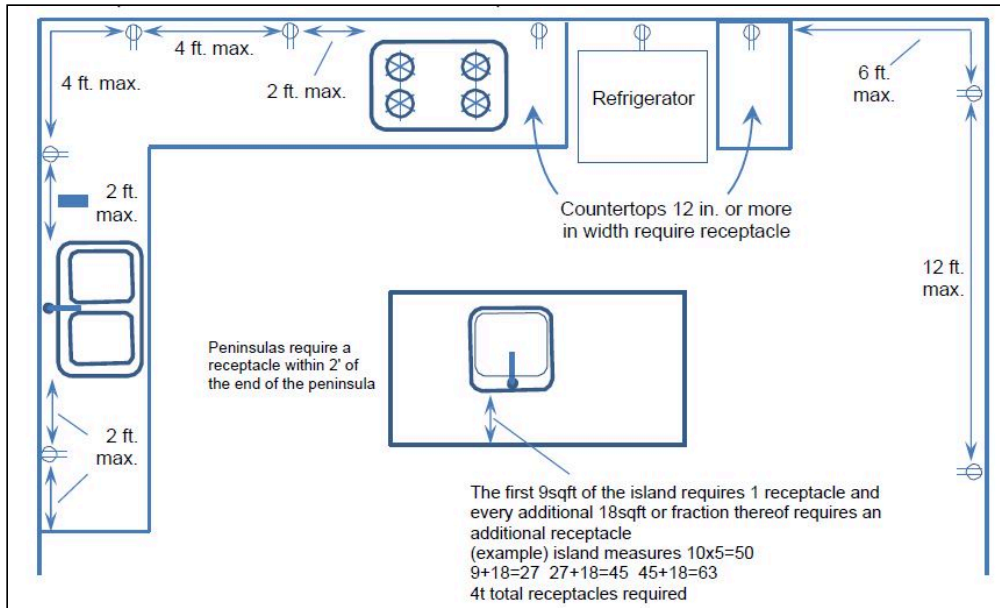 4 ft. max.
4 ft. max.
2 ft. max.
Refrigerator
6 ft.
max.
2 ft.
max.
Countertops 12 in. or more
in width require receptacle
12 ft.
max.
Peninsulas require a
receptacle within 2' of
the end of the peninsula
2 ft.
max.
The first 9sqft of the island requires 1 receptacle and
every additional 18sqft or fraction thereof requires an
additional receptacle
(example) island measures 10x5=50
9+18=27 27+18=45 45+18=63
4t total receptacles required